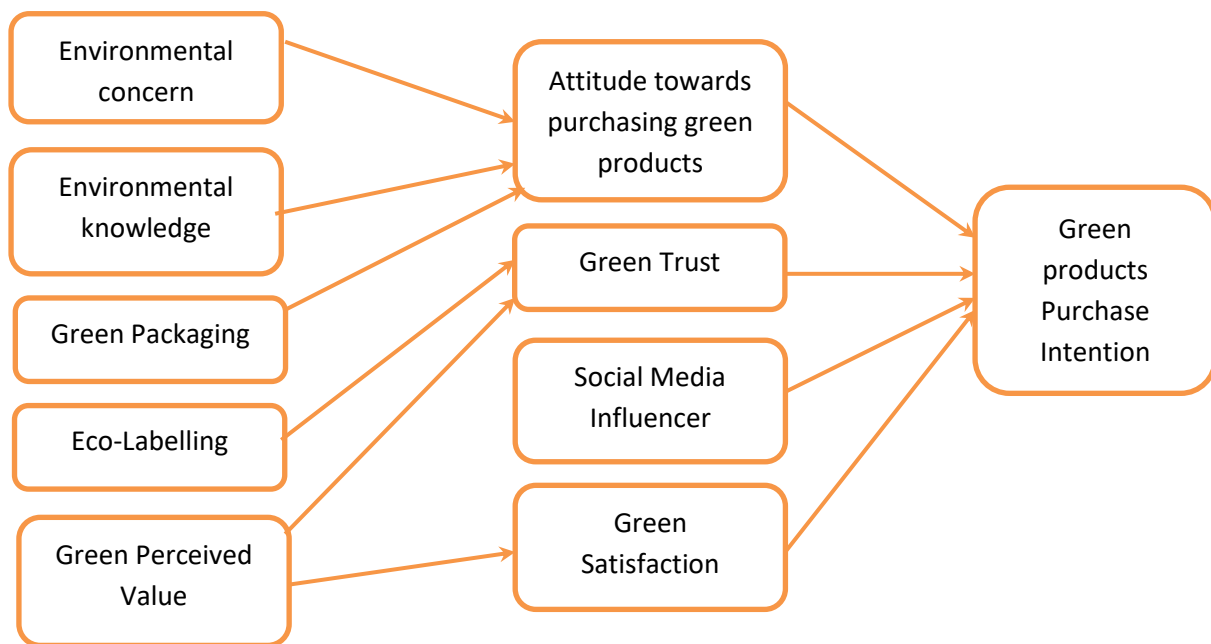 Environmental
concern
Environmental
knowledge
Green Packaging
Eco-Labelling
Green Perceived
Value
Attitude towards
purchasing green
products
Green Trust
Social Media
Influencer
Green
Satisfaction
Green
products
Purchase
Intention